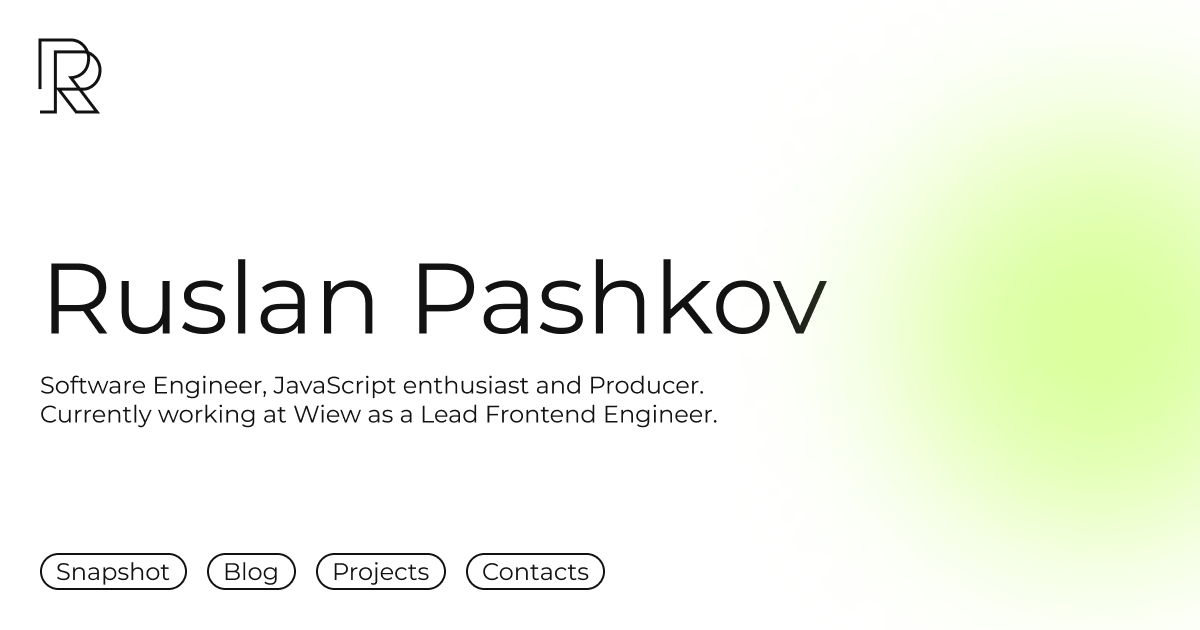 Ruslan Pashkov
Software Engineer, JavaScript enthusiast and Producer.
Currently working at Wiew as a Lead Frontend Engineer.
Snapshot Blog Projects Contacts